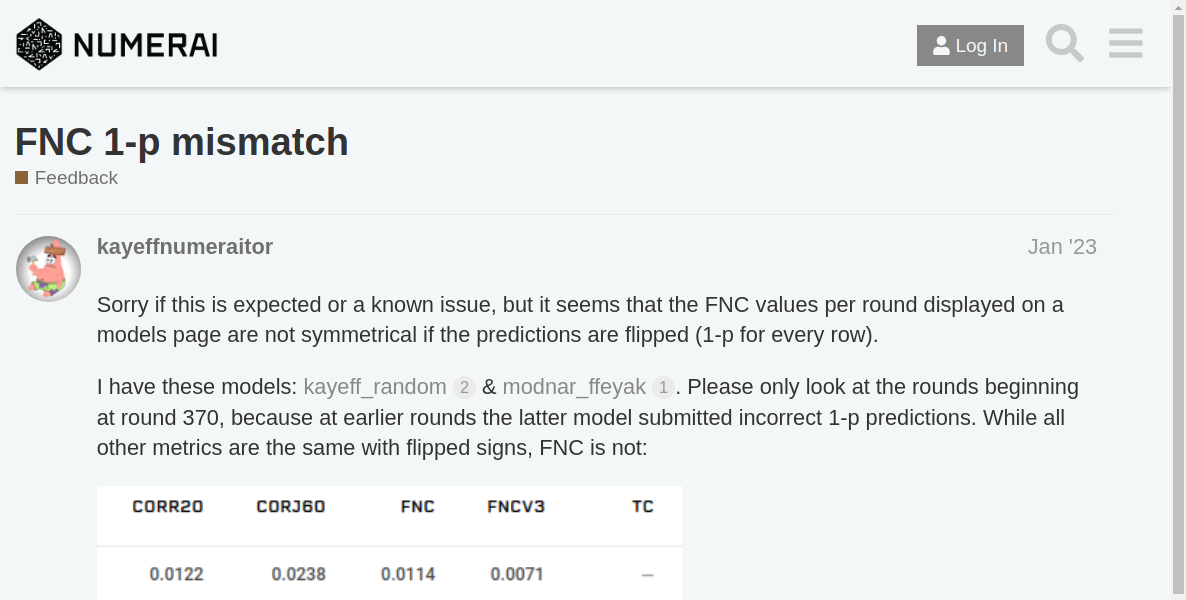 NUMERAI
Log In
FNC 1-p mismatch
Feedback
kayeffnumeraitor
Jan '23
Sorry if this is expected or a known issue, but it seems that the FNC values per round displayed on a
models page are not symmetrical if the predictions are flipped (1-p for every row).
I have these models: kayeff_random 2 & modnar_ffeyak 1. Please only look at the rounds beginning
at round 370, because at earlier rounds the latter model submitted incorrect 1-p predictions. While all
other metrics are the same with flipped signs, FNC is not:
CORR20 CORJ60 FNC FNCV3 TC
0.0122 0.0238 0.0114 0.0071 —